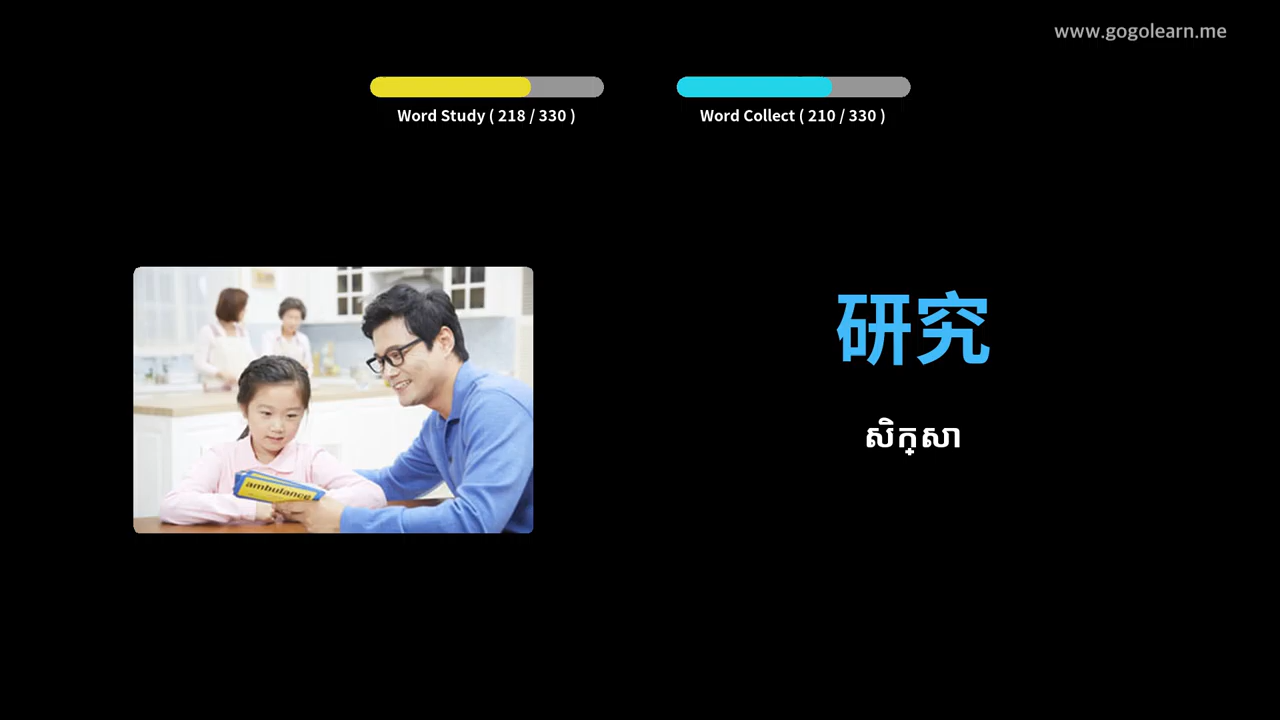 www.gogolearn.me
Word Study ( 218 / 330 )
Word Collect ( 210 / 330 )
研究
សិក្សា
ambulance